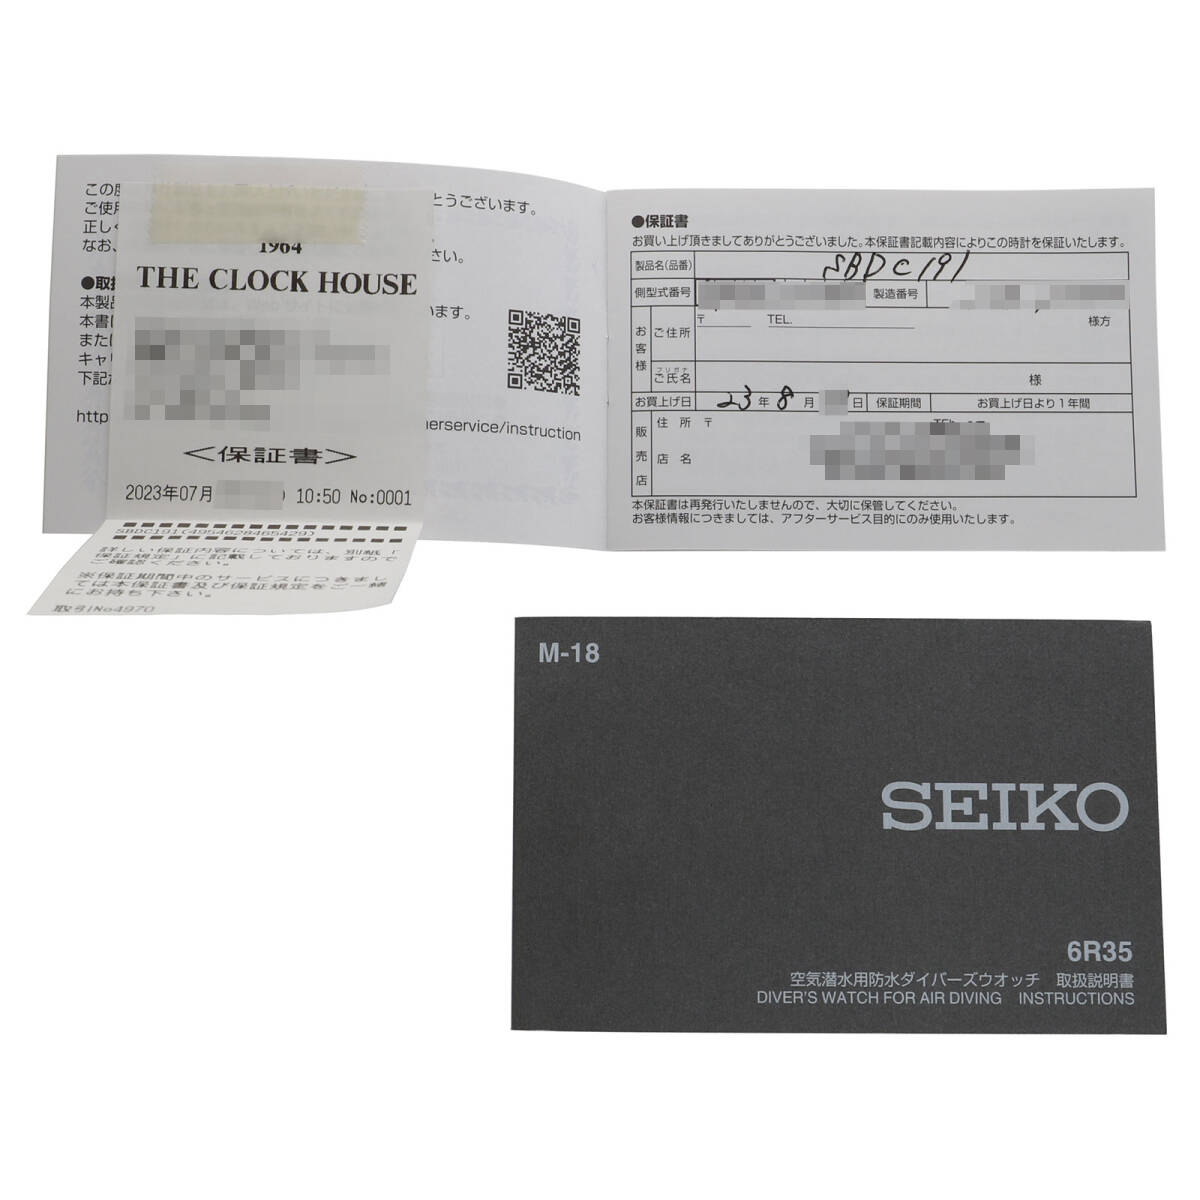 この度
とうございます。
ご使用
正しく
なお、
さい。
●取扱
本製品
います。
本書は
または
キャリ
下記カ
http
nerservice/instruction
1964
THE CLOCK HOUSE
<保証書>
2023年07月 10:50 No:0001
SBDC191(4954628465429)
詳しい保証内容については、別紙「
保証規定」に記載しておりますので
ご確認ください。
※保証期間中のサービスにつきまし
ては本保証書及び保証規定をご一緒
にお持ち下さい。
取引No4970
●保証書
お買い上げ頂きましてありがとうございました。本保証書記載内容によりこの時計を保証いたします。
製品名(品番) SBDC191
側型式番号 製造番号
お客様 ご住所 〒 TEL. 様方
フリガナ
ご氏名 様
お買上げ日 23年8月 日 保証期間 お買上げ日より1年間
販売店 住所 〒 TEL
店名
本保証書は再発行いたしませんので、大切に保管してください。
お客様情報につきましては、アフターサービス目的にのみ使用いたします。
M-18
SEIKO
6R35
空気潜水用防水ダイバーズウオッチ 取扱説明書
DIVER'S WATCH FOR AIR DIVING INSTRUCTIONS